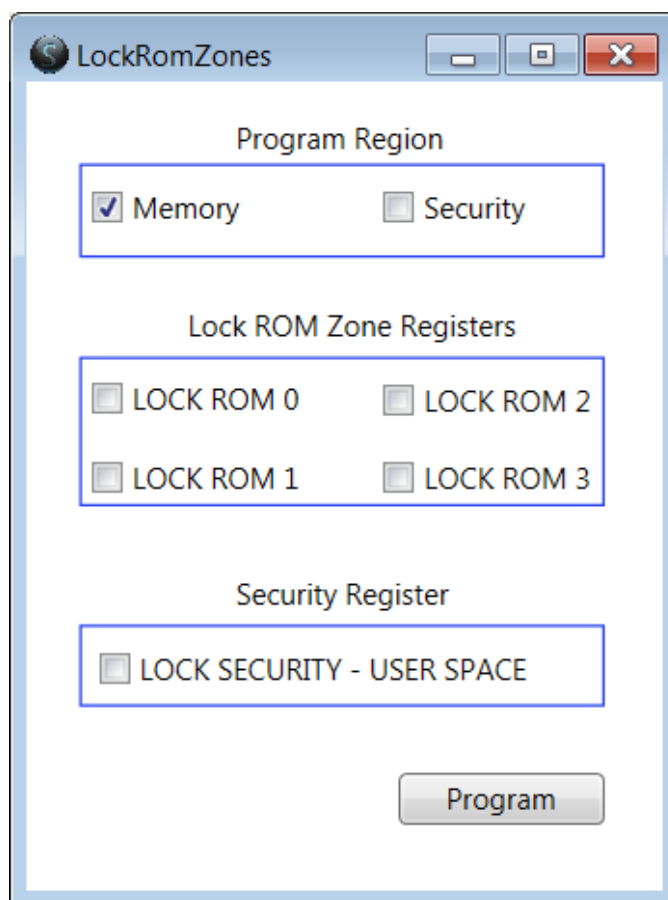 LockRomZones
Program Region
Memory Security
Lock ROM Zone Registers
LOCK ROM 0 LOCK ROM 2
LOCK ROM 1 LOCK ROM 3
Security Register
LOCK SECURITY - USER SPACE
Program